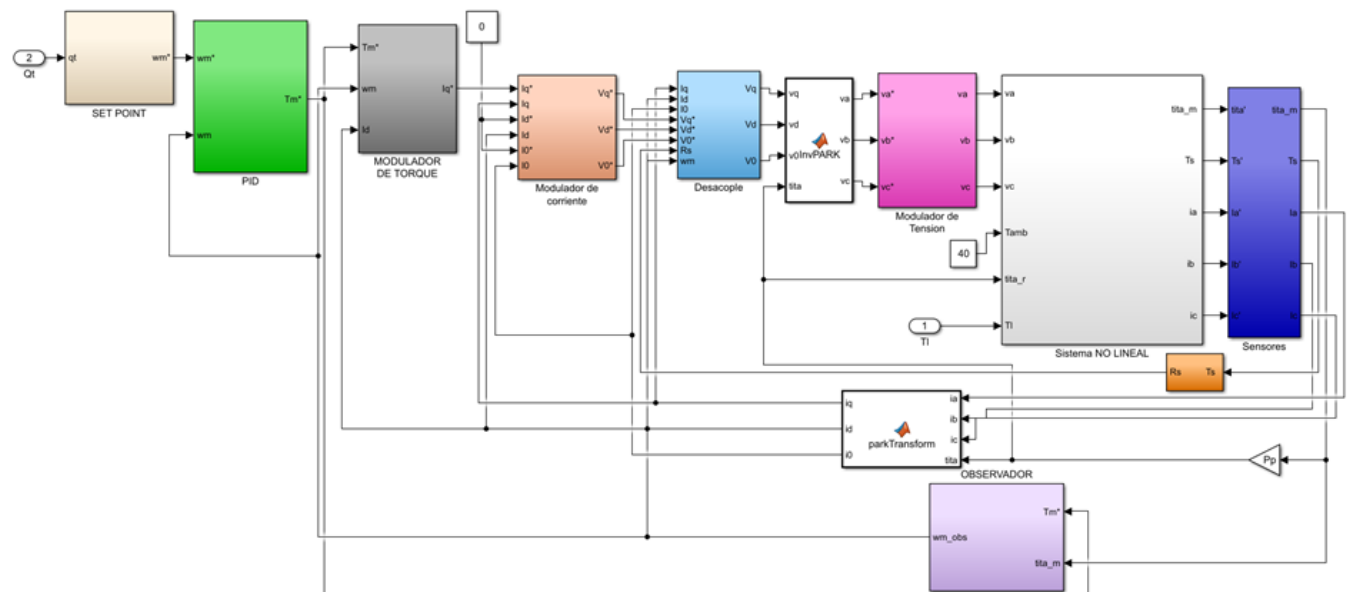 2
Qt
qt
wm*
SET POINT
wm*
Tm*
wm
PID
Tm*
wm
Iq*
Id
MODULADOR
DE TORQUE
0
Iq*
Iq
Id*
Id
I0*
I0
Vq*
Vd*
V0*
Modulador de
corriente
Iq
Id
I0
Vq*
Vd*
V0*
Rs
wm
Vq
Vd
V0
Desacople
vq
vd
v0
tita
va
vb
vc
InvPARK
va*
vb*
vc*
va
vb
vc
Modulador de
Tension
40
1
Tl
va
vb
vc
Tamb
tita_r
Tl
tita_m
Ts
ia
ib
ic
Sistema NO LINEAL
tita'
Ts'
Ia'
Ib'
Ic'
tita_m
Ts
Ia
Ib
Ic
Sensores
Rs
Ts
iq
id
i0
ia
ib
ic
tita
parkTransform
Pp
OBSERVADOR
wm_obs
Tm*
tita_m